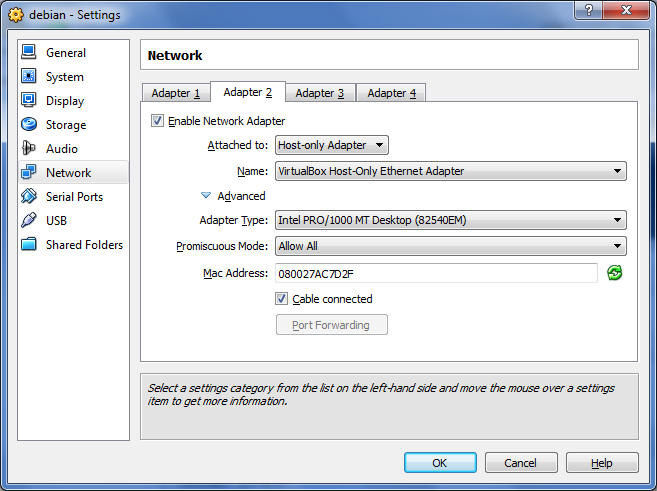 debian - Settings
General
System
Display
Storage
Audio
Network
Serial Ports
USB
Shared Folders
Network
Adapter 1 Adapter 2 Adapter 3 Adapter 4
Enable Network Adapter
Attached to: Host-only Adapter
Name: VirtualBox Host-Only Ethernet Adapter
Advanced
Adapter Type: Intel PRO/1000 MT Desktop (82540EM)
Promiscuous Mode: Allow All
Mac Address: 080027AC7D2F
Cable connected
Port Forwarding
Select a settings category from the list on the left-hand side and move the mouse over a settings
item to get more information.
OK Cancel Help